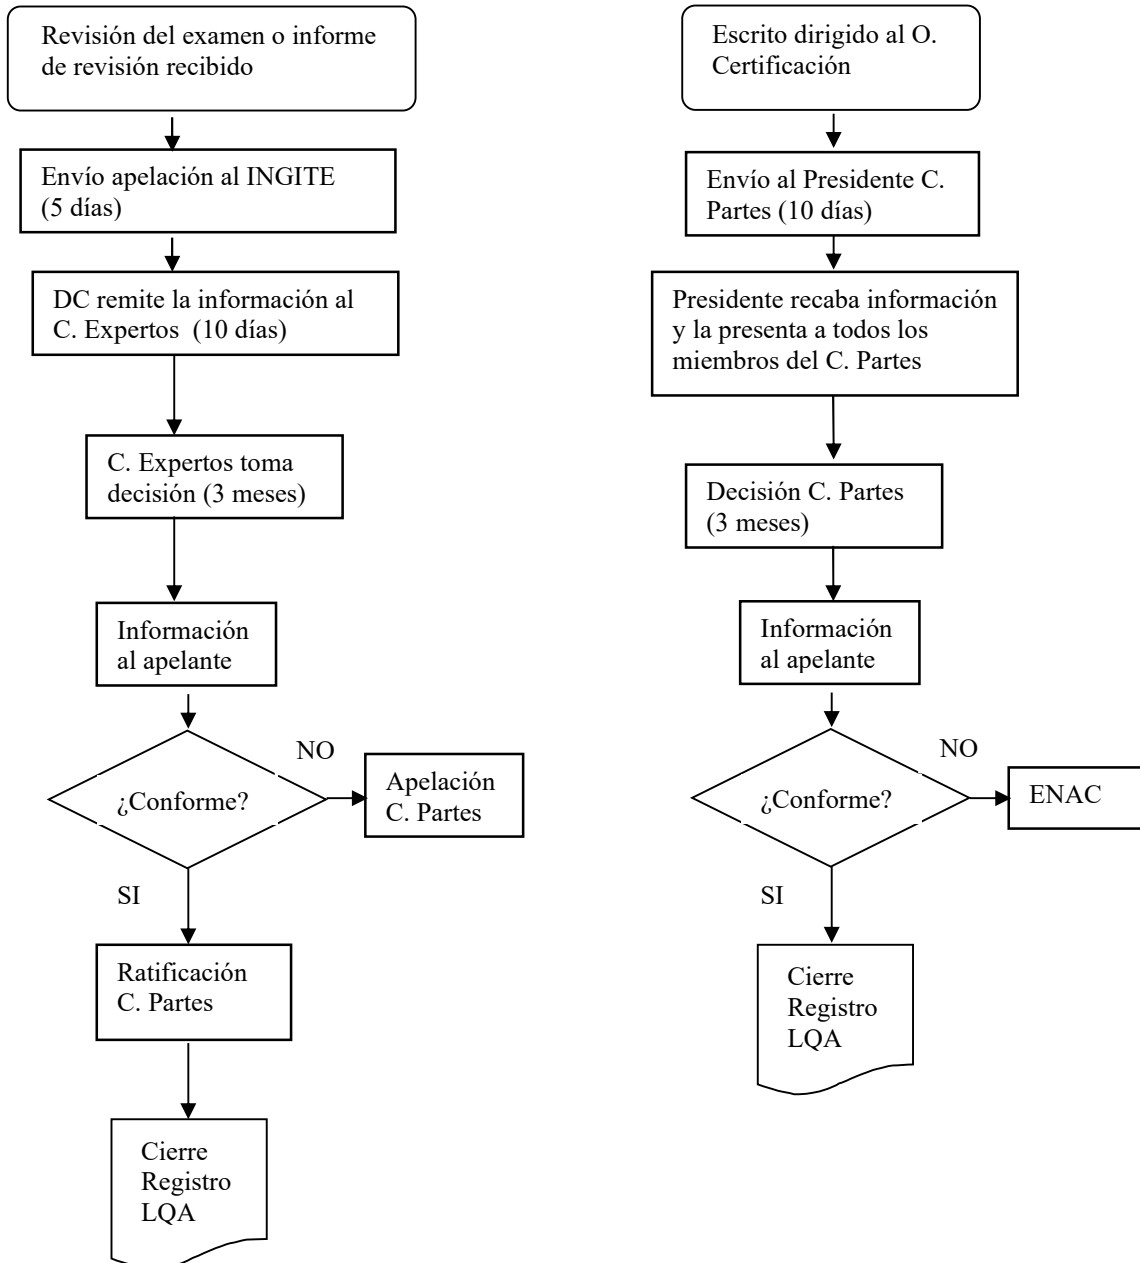 Revisión del examen o informe
de revisión recibido
Envío apelación al INGITE
(5 días)
DC remite la información al
C. Expertos (10 días)
C. Expertos toma
decisión (3 meses)
Información
al apelante
¿Conforme?
NO
Apelación
C. Partes
SI
Ratificación
C. Partes
Cierre
Registro
LQA
Escrito dirigido al O.
Certificación
Envío al Presidente C.
Partes (10 días)
Presidente recaba información
y la presenta a todos los
miembros del C. Partes
Decisión C. Partes
(3 meses)
Información
al apelante
¿Conforme?
NO
ENAC
SI
Cierre
Registro
LQA